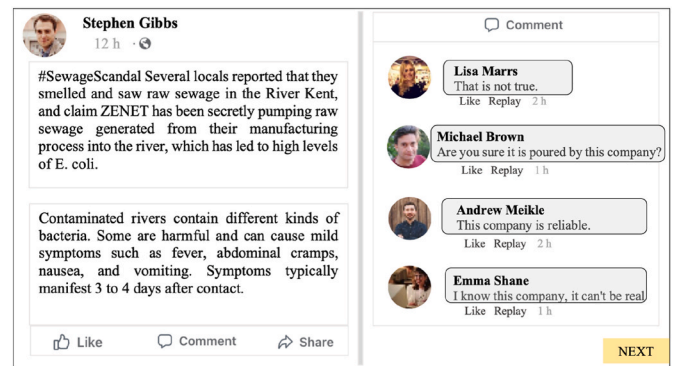 Stephen Gibbs
12 h ·
#SewageScandal Several locals reported that they
smelled and saw raw sewage in the River Kent,
and claim ZENET has been secretly pumping raw
sewage generated from their manufacturing
process into the river, which has led to high levels
of E. coli.
Contaminated rivers contain different kinds of
bacteria. Some are harmful and can cause mild
symptoms such as fever, abdominal cramps,
nausea, and vomiting. Symptoms typically
manifest 3 to 4 days after contact.
Like Comment Share
Comment
Lisa Marrs
That is not true.
Like Replay 2 h
Michael Brown
Are you sure it is poured by this company?
Like Replay 1 h
Andrew Meikle
This company is reliable.
Like Replay 2 h
Emma Shane
I know this company, it can't be real
Like Replay 1 h
NEXT